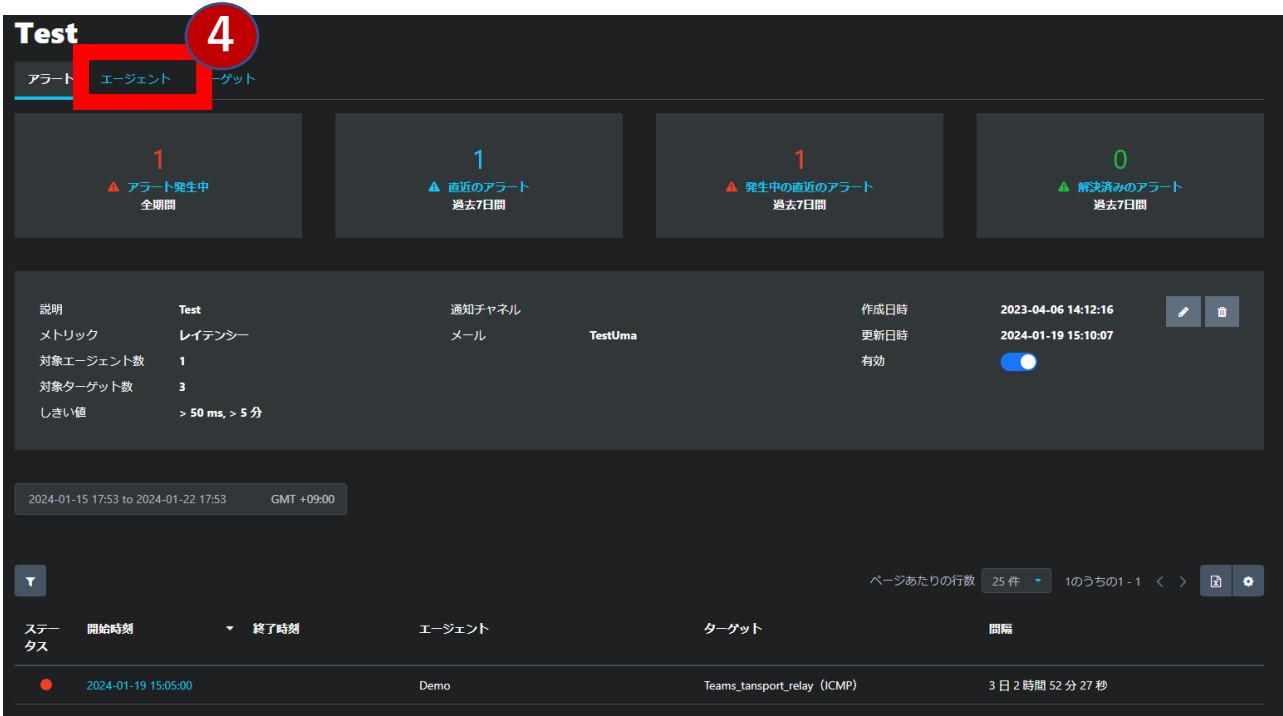 Test
4
アラート エージェント ーゲット
1
アラート発生中
全期間
1
直近のアラート
過去7日間
1
発生中の直近のアラート
過去7日間
0
解決済みのアラート
過去7日間
説明 Test
メトリック レイテンシー
対象エージェント数 1
対象ターゲット数 3
しきい値 > 50 ms, > 5 分
通知チャネル
メール TestUma
作成日時 2023-04-06 14:12:16
更新日時 2024-01-19 15:10:07
有効
2024-01-15 17:53 to 2024-01-22 17:53 GMT +09:00
ページあたりの行数 25 件 1のうちの1 - 1
ステー
タス
開始時刻 終了時刻 エージェント ターゲット 間隔
2024-01-19 15:05:00 Demo Teams_tansport_relay（ICMP） 3 日 2 時間 52 分 27 秒